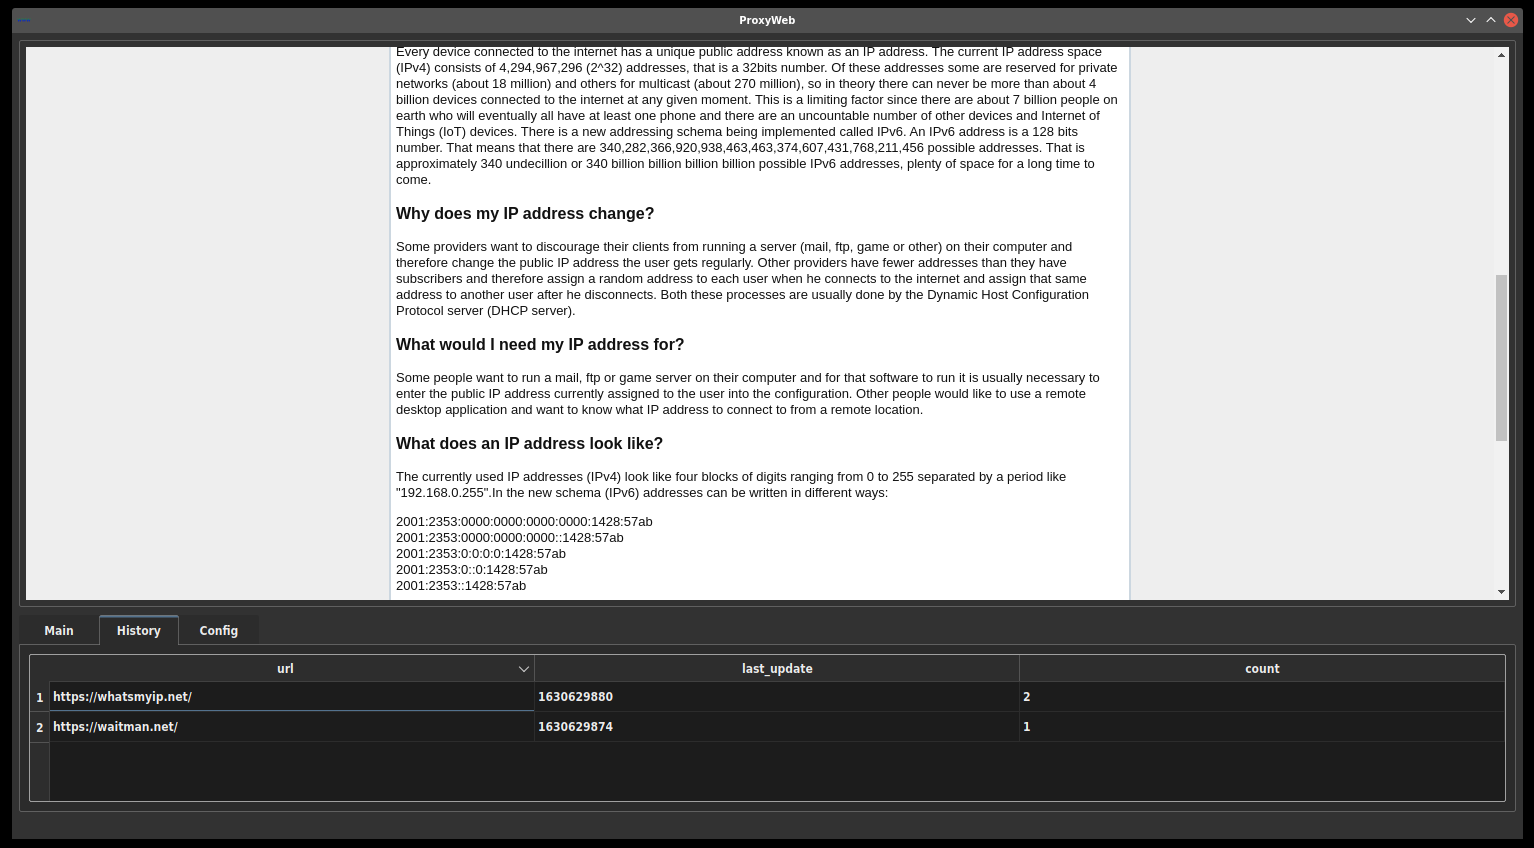 ProxyWeb
Every device connected to the internet has a unique public address known as an IP address. The current IP address space
(IPv4) consists of 4,294,967,296 (2^32) addresses, that is a 32bits number. Of these addresses some are reserved for private
networks (about 18 million) and others for multicast (about 270 million), so in theory there can never be more than about 4
billion devices connected to the internet at any given moment. This is a limiting factor since there are about 7 billion people on
earth who will eventually all have at least one phone and there are an uncountable number of other devices and Internet of
Things (IoT) devices. There is a new addressing schema being implemented called IPv6. An IPv6 address is a 128 bits
number. That means that there are 340,282,366,920,938,463,463,374,607,431,768,211,456 possible addresses. That is
approximately 340 undecillion or 340 billion billion billion billion possible IPv6 addresses, plenty of space for a long time to
come.
Why does my IP address change?
Some providers want to discourage their clients from running a server (mail, ftp, game or other) on their computer and
therefore change the public IP address the user gets regularly. Other providers have fewer addresses than they have
subscribers and therefore assign a random address to each user when he connects to the internet and assign that same
address to another user after he disconnects. Both these processes are usually done by the Dynamic Host Configuration
Protocol server (DHCP server).
What would I need my IP address for?
Some people want to run a mail, ftp or game server on their computer and for that software to run it is usually necessary to
enter the public IP address currently assigned to the user into the configuration. Other people would like to use a remote
desktop application and want to know what IP address to connect to from a remote location.
What does an IP address look like?
The currently used IP addresses (IPv4) look like four blocks of digits ranging from 0 to 255 separated by a period like
"192.168.0.255".In the new schema (IPv6) addresses can be written in different ways:
2001:2353:0000:0000:0000:0000:1428:57ab
2001:2353:0000:0000:0000::1428:57ab
2001:2353:0:0:0:0:1428:57ab
2001:2353:0::0:1428:57ab
2001:2353::1428:57ab
Main History Config
url last_update count
1 https://whatsmyip.net/ 1630629880 2
2 https://waitman.net/ 1630629874 1